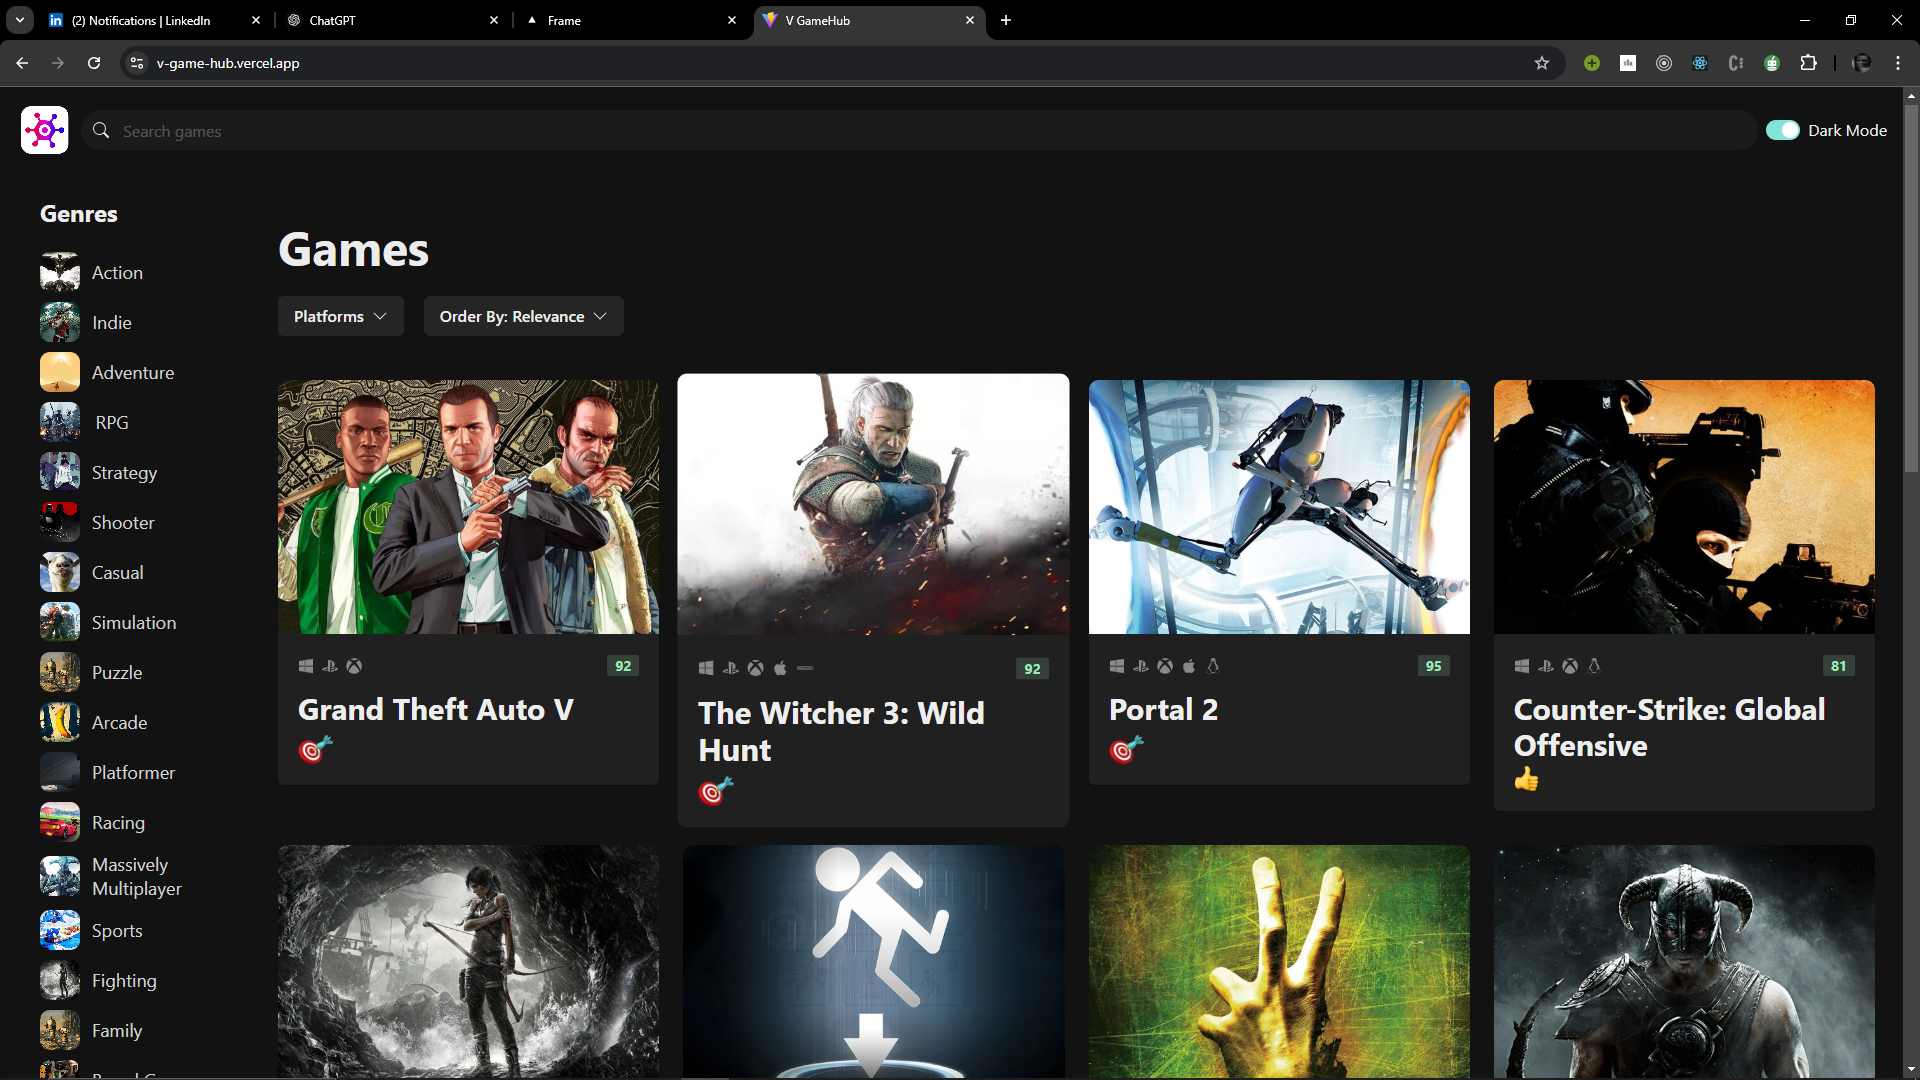 (2) Notifications | LinkedIn
ChatGPT
Frame
V GameHub
v-game-hub.vercel.app
Search games
Dark Mode
Genres
Action
Indie
Adventure
RPG
Strategy
Shooter
Casual
Simulation
Puzzle
Arcade
Platformer
Racing
Massively
Multiplayer
Sports
Fighting
Family
Games
Platforms
Order By: Relevance
92
Grand Theft Auto V
92
The Witcher 3: Wild
Hunt
95
Portal 2
81
Counter-Strike: Global
Offensive